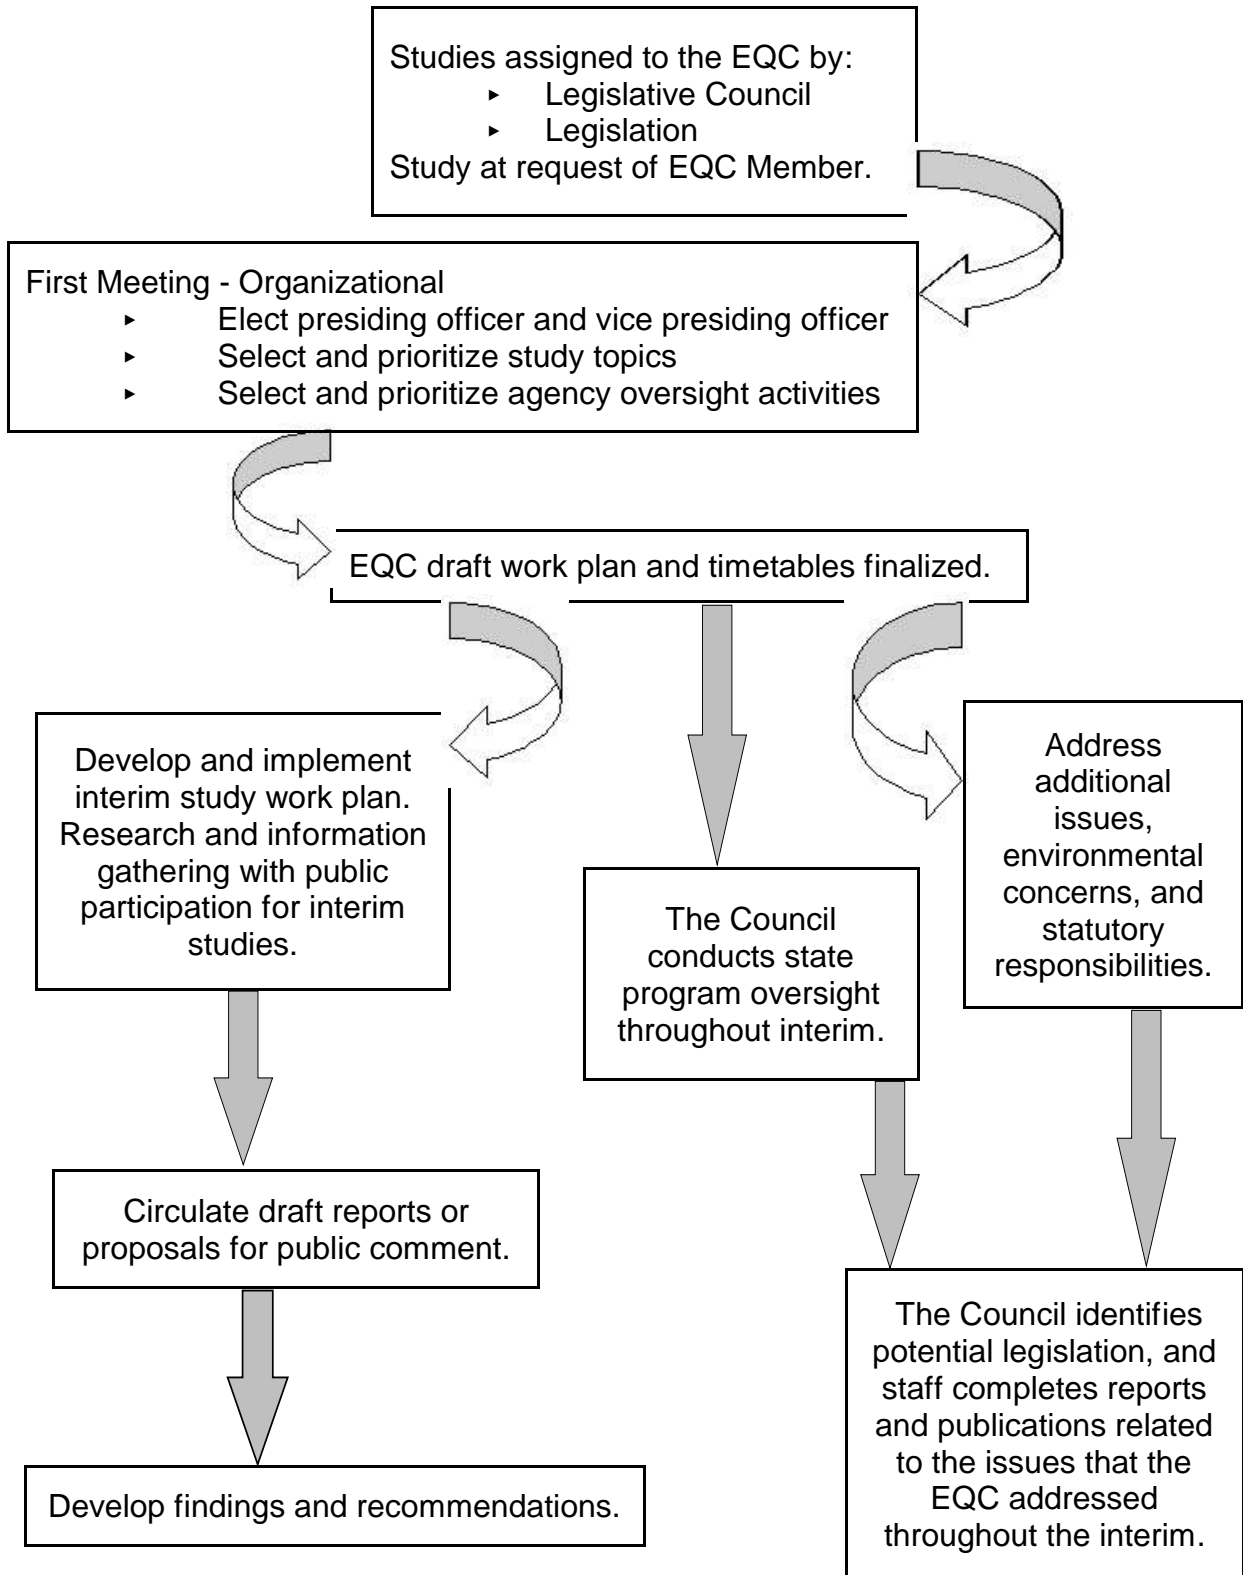 Studies assigned to the EQC by:
‣ Legislative Council
‣ Legislation
Study at request of EQC Member.
First Meeting - Organizational
‣ Elect presiding officer and vice presiding officer
‣ Select and prioritize study topics
‣ Select and prioritize agency oversight activities
EQC draft work plan and timetables finalized.
Develop and implement
interim study work plan.
Research and information
gathering with public
participation for interim
studies.
The Council
conducts state
program oversight
throughout interim.
Address
additional
issues,
environmental
concerns, and
statutory
responsibilities.
Circulate draft reports or
proposals for public comment.
Develop findings and recommendations.
The Council identifies
potential legislation, and
staff completes reports
and publications related
to the issues that the
EQC addressed
throughout the interim.